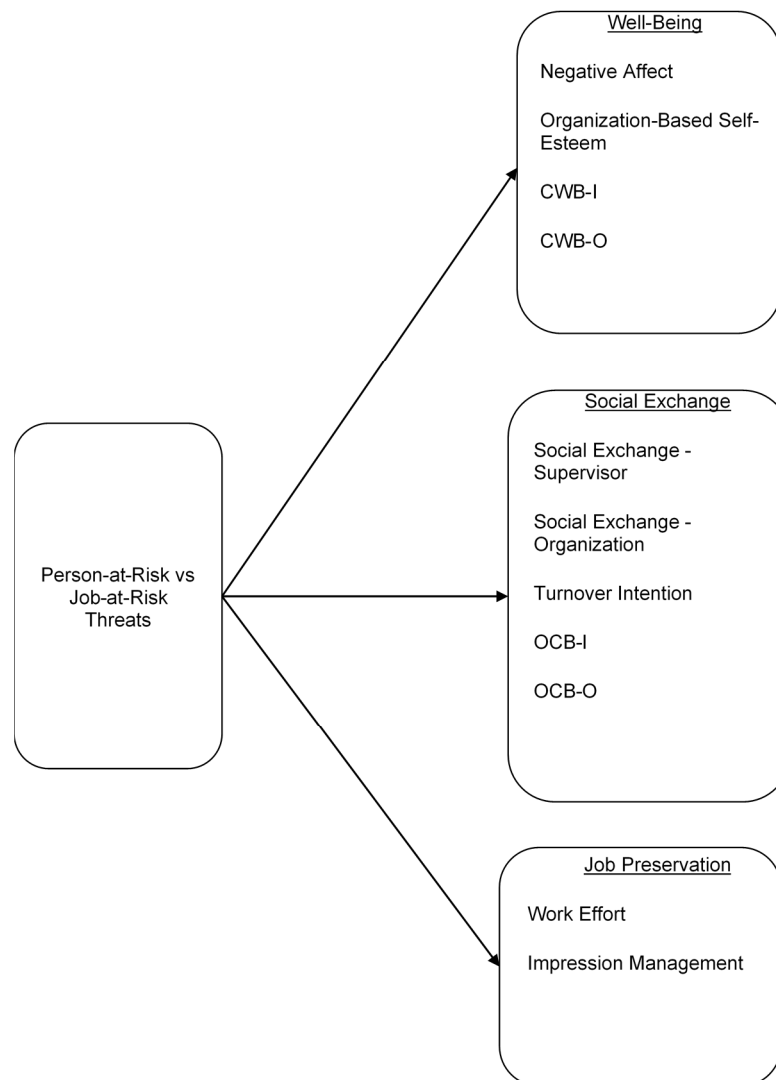 Well-Being
Negative Affect
Organization-Based Self-
Esteem
CWB-I
CWB-O
Person-at-Risk vs
Job-at-Risk
Threats
Social Exchange
Social Exchange -
Supervisor
Social Exchange -
Organization
Turnover Intention
OCB-I
OCB-O
Job Preservation
Work Effort
Impression Management